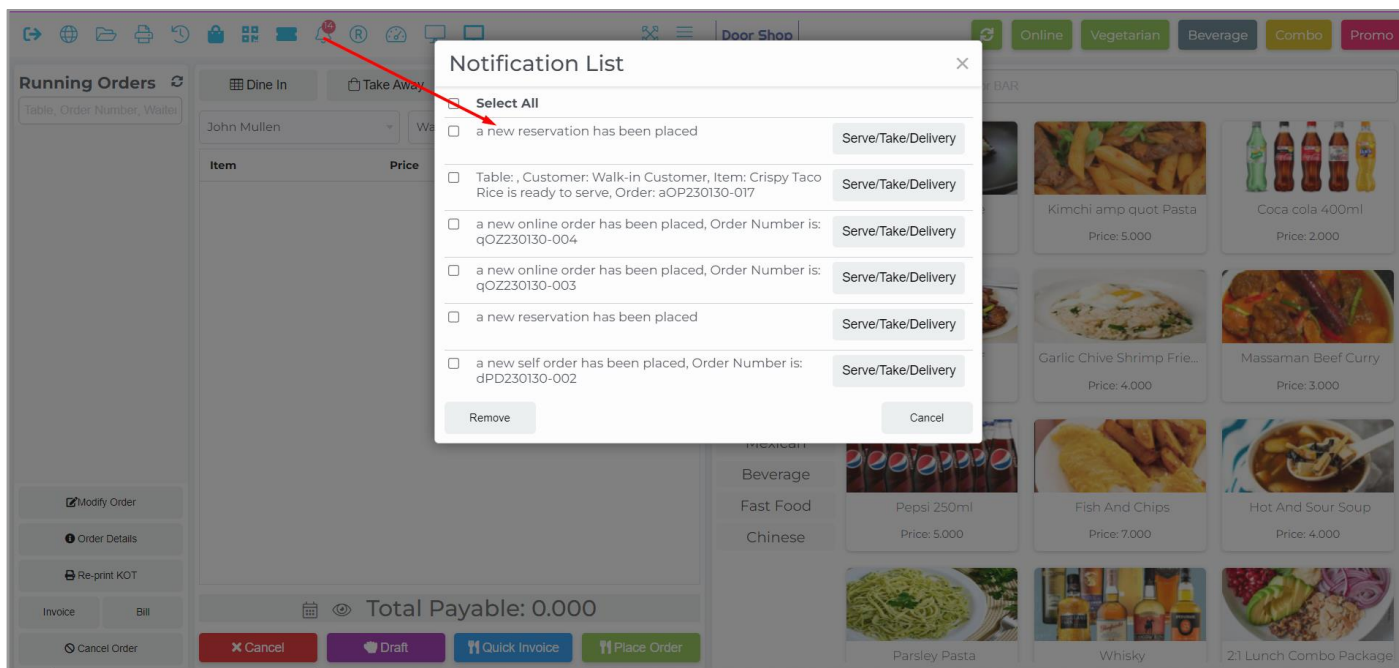 14
Door Shop
Online
Vegetarian
Beverage
Combo
Promo
Running Orders
Table, Order Number, Waiter
Dine In
Take Away
John Mullen
Wa
Item
Price
Notification List
×
Select All
a new reservation has been placed
Serve/Take/Delivery
Table: , Customer: Walk-in Customer, Item: Crispy Taco
Rice is ready to serve, Order: aOP230130-017
Serve/Take/Delivery
a new online order has been placed, Order Number is:
qOZ230130-004
Serve/Take/Delivery
a new online order has been placed, Order Number is:
qOZ230130-003
Serve/Take/Delivery
a new reservation has been placed
Serve/Take/Delivery
a new self order has been placed, Order Number is:
dPD230130-002
Serve/Take/Delivery
Remove
Cancel
or BAR
Kimchi amp quot Pasta
Price: 5.000
Coca cola 400ml
Price: 2.000
Garlic Chive Shrimp Frie...
Price: 4.000
Massaman Beef Curry
Price: 3.000
Mexican
Beverage
Fast Food
Chinese
pepsi
Pepsi 250ml
Price: 5.000
Fish And Chips
Price: 7.000
Hot And Sour Soup
Price: 4.000
Parsley Pasta
Whisky
2:1 Lunch Combo Package
Modify Order
Order Details
Re-print KOT
Invoice
Bill
Cancel Order
Total Payable: 0.000
Cancel
Draft
Quick Invoice
Place Order